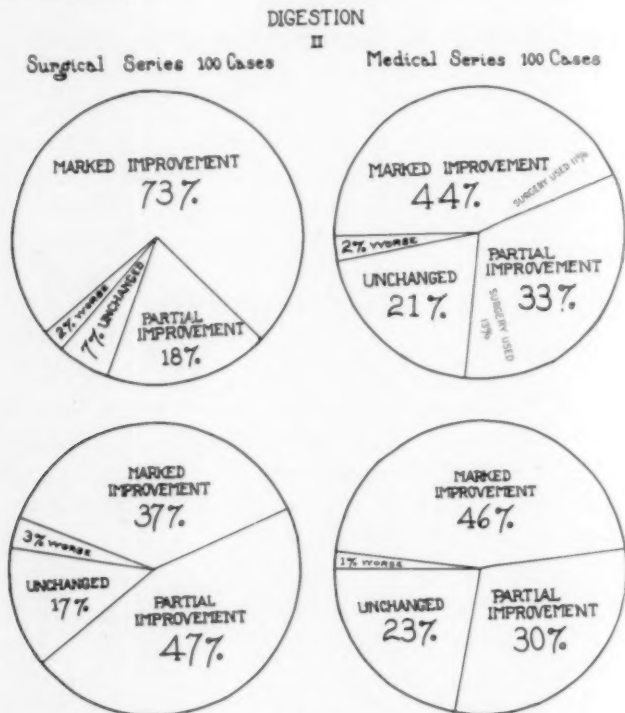 DIGESTION
II
Surgical Series 100 Cases
Medical Series 100 Cases
MARKED IMPROVEMENT
73%
2% WORSE
7% UNCHANGED
PARTIAL
IMPROVEMENT
18%
MARKED IMPROVEMENT
44%
SURGERY USED 11%
2% WORSE
UNCHANGED
21%
PARTIAL
IMPROVEMENT
33%
SURGERY USED
15%
MARKED
IMPROVEMENT
37%
3% WORSE
UNCHANGED
17%
PARTIAL
IMPROVEMENT
47%
MARKED
IMPROVEMENT
46%
1% WORSE
UNCHANGED
23%
PARTIAL
IMPROVEMENT
30%